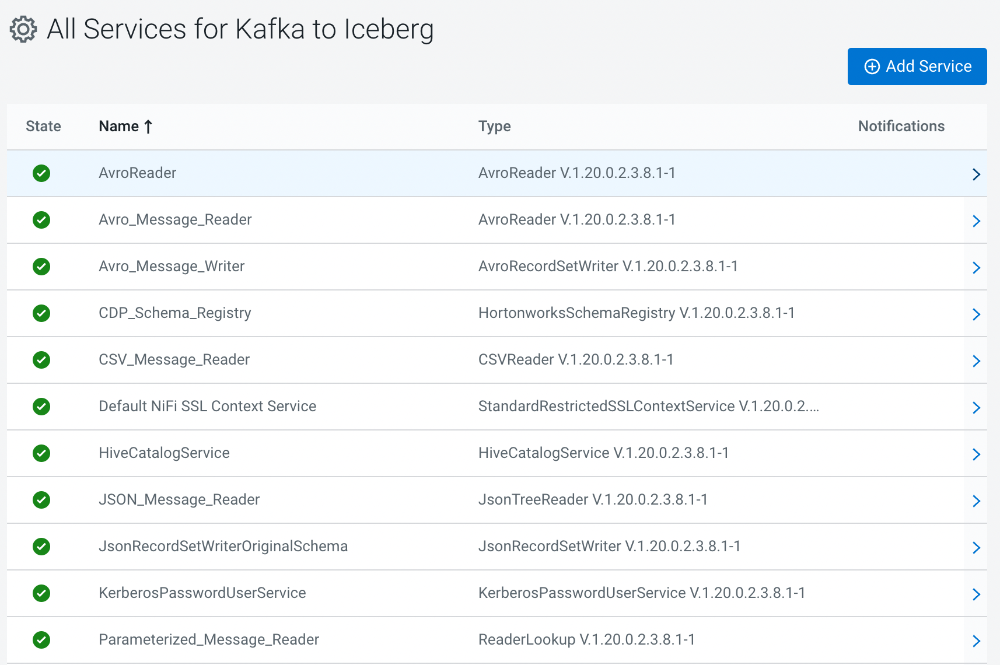 All Services for Kafka to Iceberg
Add Service
State Name ↑ Type Notifications
AvroReader AvroReader V.1.20.0.2.3.8.1-1
Avro_Message_Reader AvroReader V.1.20.0.2.3.8.1-1
Avro_Message_Writer AvroRecordSetWriter V.1.20.0.2.3.8.1-1
CDP_Schema_Registry HortonworksSchemaRegistry V.1.20.0.2.3.8.1-1
CSV_Message_Reader CSVReader V.1.20.0.2.3.8.1-1
Default NiFi SSL Context Service StandardRestrictedSSLContextService V.1.20.0.2....
HiveCatalogService HiveCatalogService V.1.20.0.2.3.8.1-1
JSON_Message_Reader JsonTreeReader V.1.20.0.2.3.8.1-1
JsonRecordSetWriterOriginalSchema JsonRecordSetWriter V.1.20.0.2.3.8.1-1
KerberosPasswordUserService KerberosPasswordUserService V.1.20.0.2.3.8.1-1
Parameterized_Message_Reader ReaderLookup V.1.20.0.2.3.8.1-1